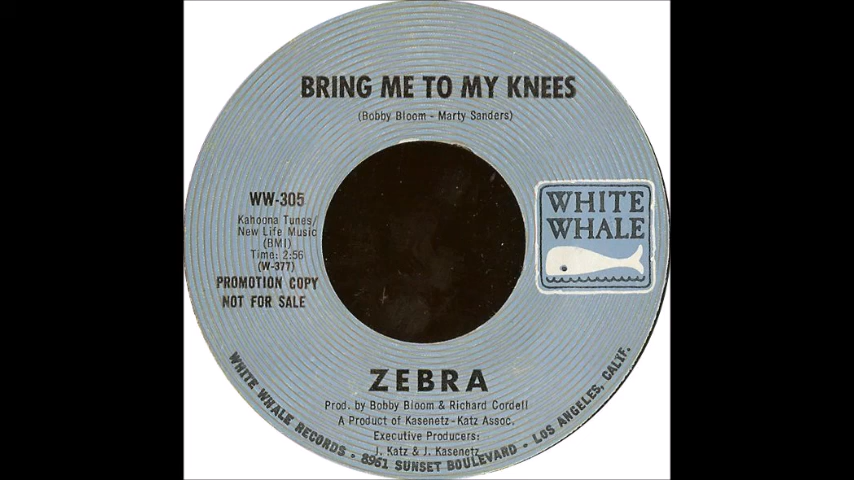 BRING ME TO MY KNEES
(Bobby Bloom - Marty Sanders)
WW-305
Kahoona Tunes/
New Life Music
(BMI)
Time: 2:56
(W-377)
PROMOTION COPY
NOT FOR SALE
WHITE
WHALE
ZEBRA
Prod. by Bobby Bloom & Richard Cordell
A Product of Kasenetz-Katz Assoc.
Executive Producers:
J. Katz & J. Kasenetz
WHITE WHALE RECORDS · 8961 SUNSET BOULEVARD · LOS ANGELES, CALIF.